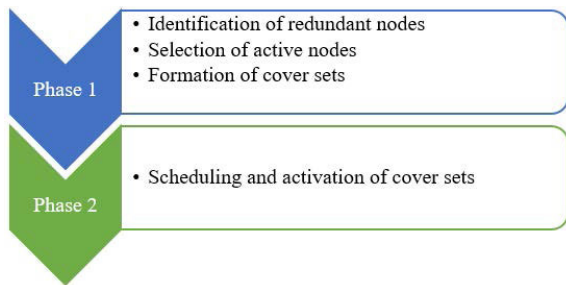 Phase 1
• Identification of redundant nodes
• Selection of active nodes
• Formation of cover sets
Phase 2
• Scheduling and activation of cover sets